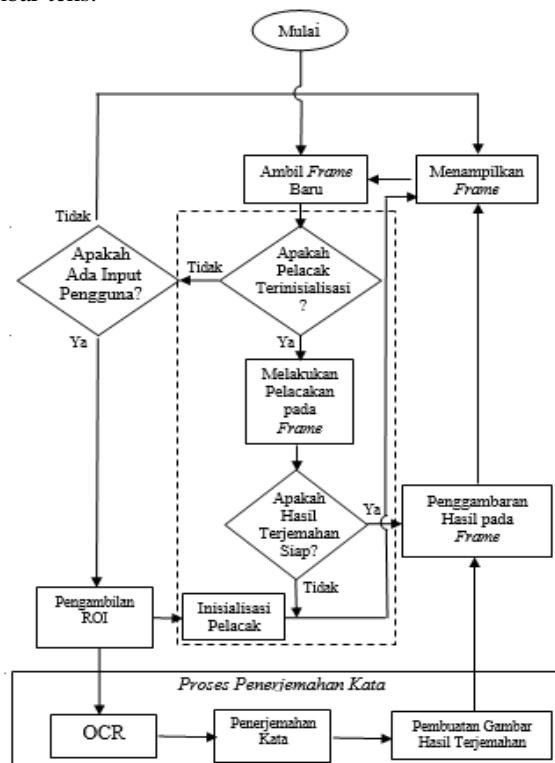 Mulai
Ambil Frame
Baru
Menampilkan
Frame
Tidak
Apakah
Ada Input
Pengguna?
Tidak
Apakah
Pelacak
Terinisialisasi
?
Ya
Ya
Melakukan
Pelacakan
pada
Frame
Apakah
Hasil
Terjemahan
Siap?
Ya
Penggambaran
Hasil pada
Frame
Tidak
Pengambilan
ROI
Inisialisasi
Pelacak
Proses Penerjemahan Kata
OCR
Penerjemahan
Kata
Pembuatan Gambar
Hasil Terjemahan